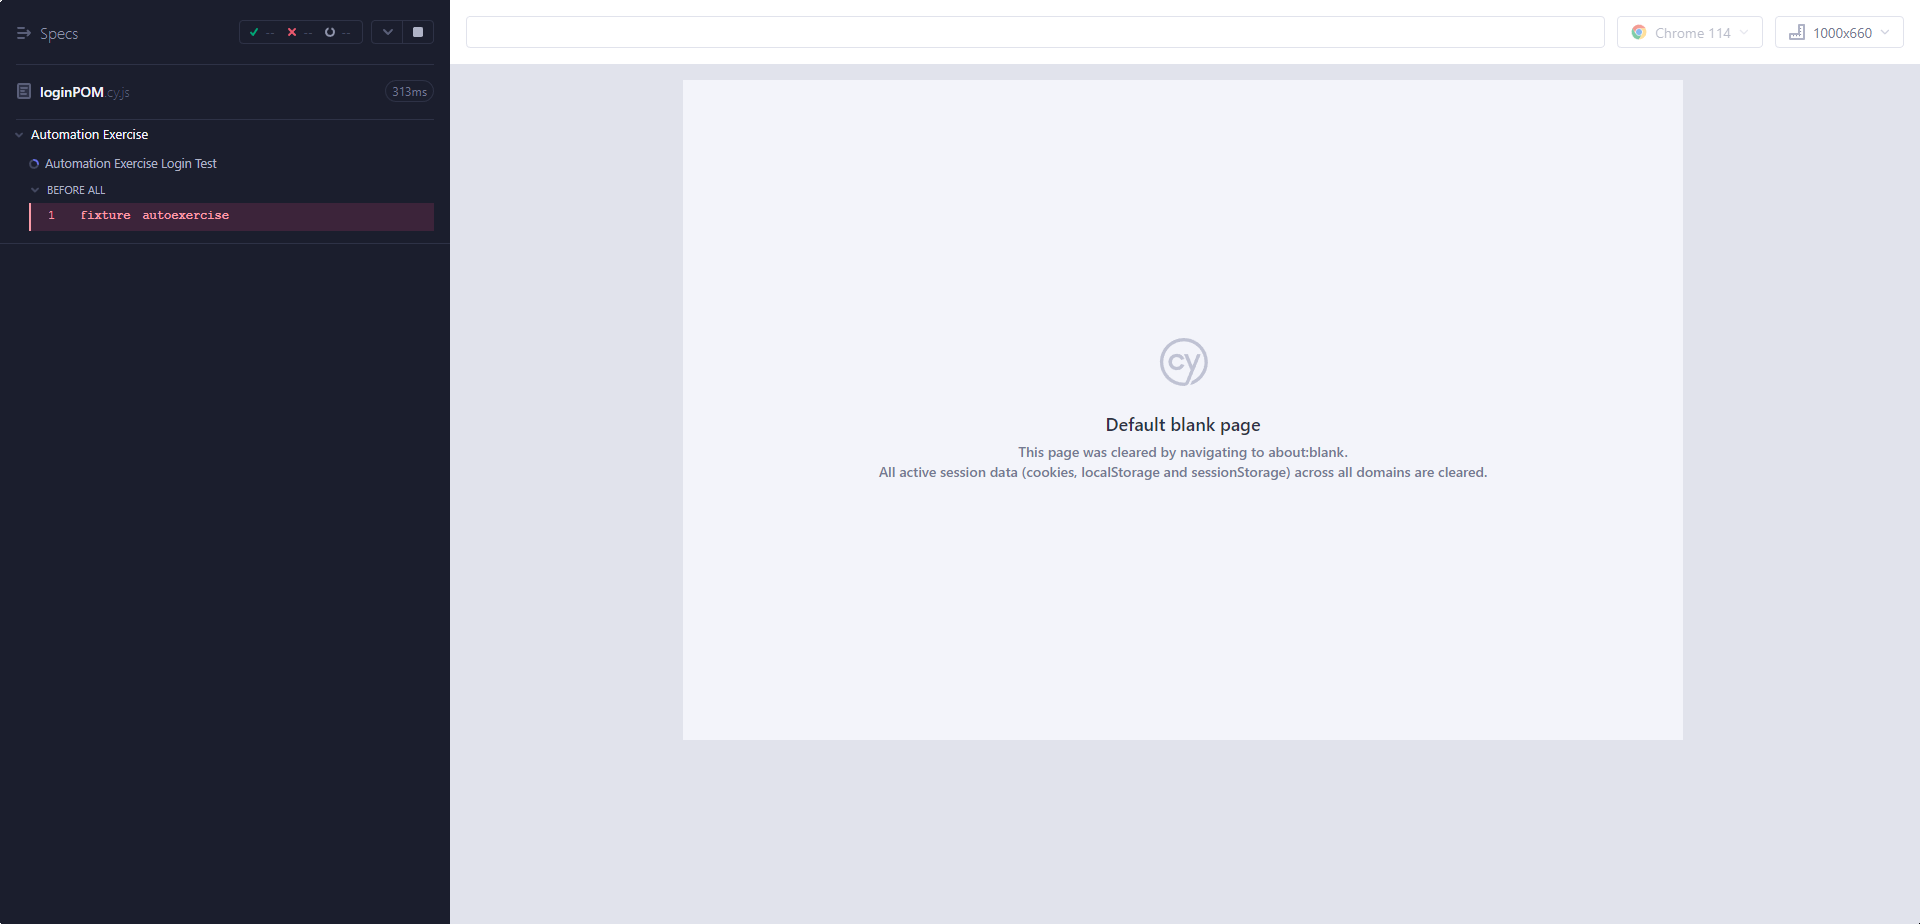 Specs
-- -- --
loginPOM.cy.js
313ms
Automation Exercise
Automation Exercise Login Test
BEFORE ALL
1 fixture autoexercise
Chrome 114
1000x660
cy
Default blank page
This page was cleared by navigating to about:blank.
All active session data (cookies, localStorage and sessionStorage) across all domains are cleared.